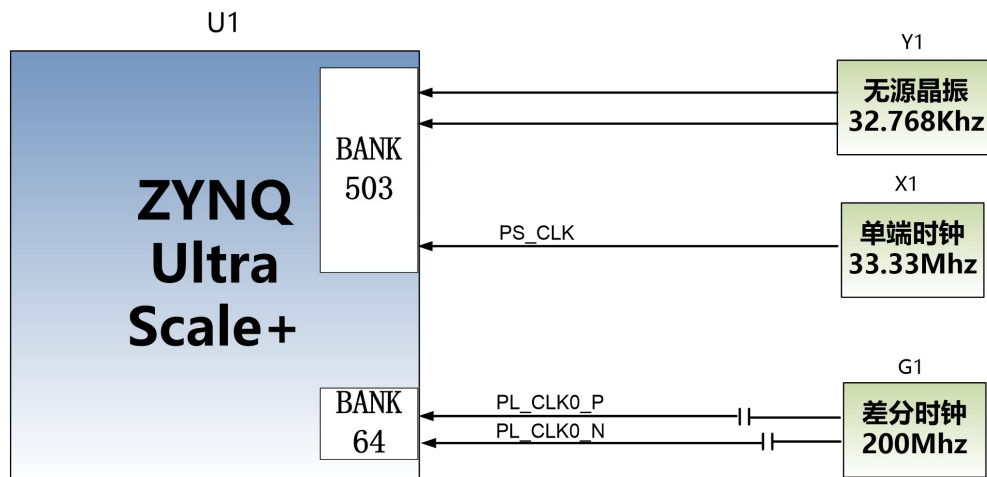 U1
ZYNQ
Ultra
Scale+
BANK
503
BANK
64
Y1
无源晶振
32.768Khz
X1
PS_CLK
单端时钟
33.33Mhz
G1
PL_CLK0_P
PL_CLK0_N
差分时钟
200Mhz